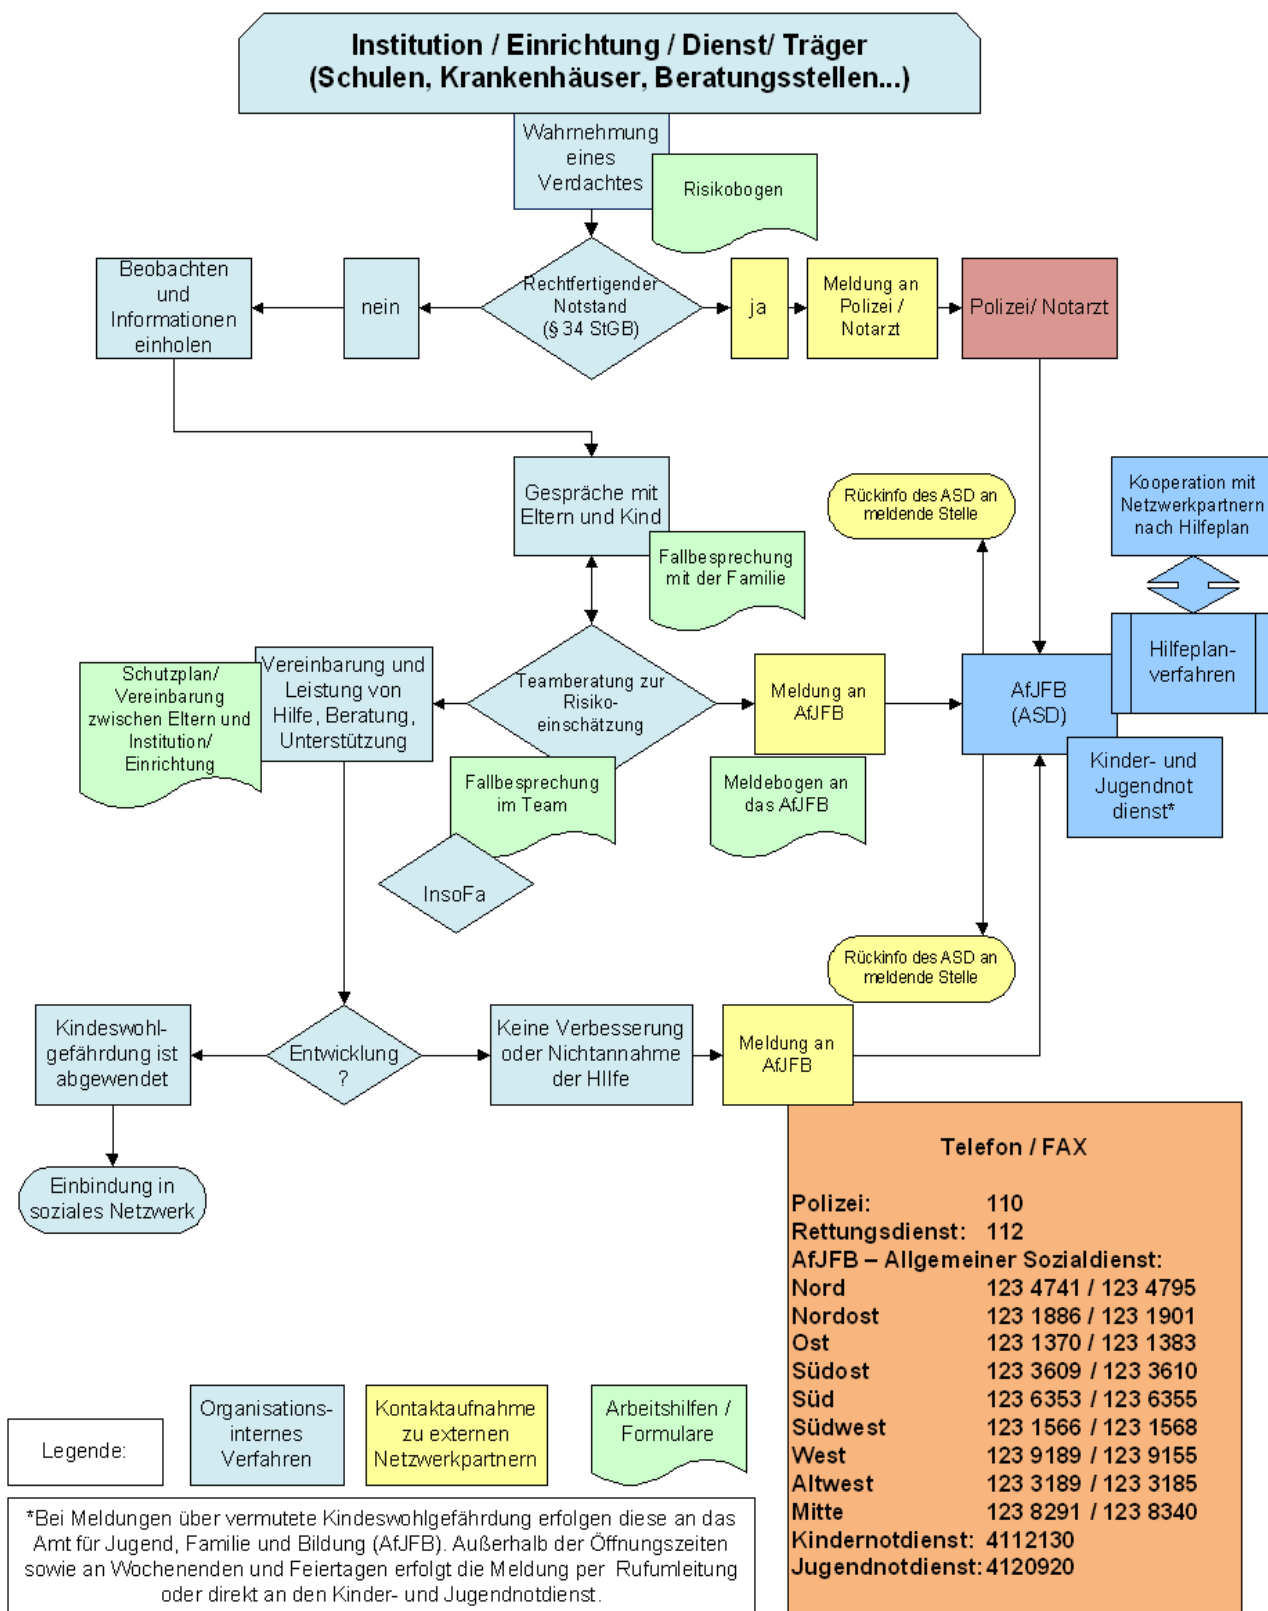 Institution / Einrichtung / Dienst/ Träger
(Schulen, Krankenhäuser, Beratungsstellen...)
Wahrnehmung
eines
Verdachtes
Risikobogen
Beobachten
und
Informationen
einholen
nein
Rechtfertigender
Notstand
(§ 34 StGB)
ja
Meldung an
Polizei /
Notarzt
Polizei/ Notarzt
Gespräche mit
Eltern und Kind
Fallbesprechung
mit der Familie
Rückinfo des ASD an
meldende Stelle
Kooperation mit
Netzwerkpartnern
nach Hilfeplan
Schutzplan/
Vereinbarung
zwischen Eltern und
Institution/
Einrichtung
Vereinbarung und
Leistung von
Hilfe, Beratung,
Unterstützung
Teamberatung zur
Risiko-
einschätzung
Meldung an
AfJFB
AfJFB
(ASD)
Hilfeplan-
verfahren
Fallbesprechung
im Team
InsoFa
Meldebogen an
das AfJFB
Kinder- und
Jugendnot
dienst*
Rückinfo des ASD an
meldende Stelle
Kindeswohl-
gefährdung ist
abgewendet
Entwicklung
?
Keine Verbesserung
oder Nichtannahme
der HIlfe
Meldung an
AfJFB
Einbindung in
soziales Netzwerk
Telefon / FAX
Polizei: 110
Rettungsdienst: 112
AfJFB – Allgemeiner Sozialdienst:
Nord 123 4741 / 123 4795
Nordost 123 1886 / 123 1901
Ost 123 1370 / 123 1383
Südost 123 3609 / 123 3610
Süd 123 6353 / 123 6355
Südwest 123 1566 / 123 1568
West 123 9189 / 123 9155
Altwest 123 3189 / 123 3185
Mitte 123 8291 / 123 8340
Kindernotdienst: 4112130
Jugendnotdienst: 4120920
Legende:
Organisations-
internes
Verfahren
Kontaktaufnahme
zu externen
Netzwerkpartnern
Arbeitshilfen /
Formulare
*Bei Meldungen über vermutete Kindeswohlgefährdung erfolgen diese an das
Amt für Jugend, Familie und Bildung (AfJFB). Außerhalb der Öffnungszeiten
sowie an Wochenenden und Feiertagen erfolgt die Meldung per Rufumleitung
oder direkt an den Kinder- und Jugendnotdienst.